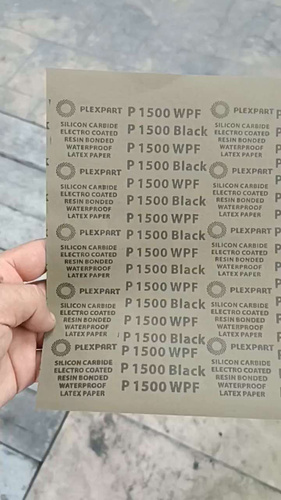 PLEXPART P 1500 WPF PLEXPART P
SILICON CARBIDE P 1500 Black SILICON CARBIDE
ELECTRO COATED ELECTRO COATED
RESIN BONDED P 1500 WPF RESIN BONDED
WATERPROOF WATERPROOF
LATEX PAPER P 1500 Black LATEX PAPER
PLEXPART P 1500 WPF PLEXPART
SILICON CARBIDE P 1500 Black SILICON CARBIDE
ELECTRO COATED ELECTRO COATED
RESIN BONDED RESIN BONDED
WATERPROOF P 1500 WPF WATERPROOF
LATEX PAPER LATEX PAPER
PLEXPART P 1500 Black PLEXPART
SILICON CARBIDE P 1500 WPF SILICON CARBIDE
ELECTRO COATED ELECTRO COATED
RESIN BONDED P 1500 Black RESIN BONDED
WATERPROOF WATERPROOF
LATEX PAPER LATEX PAPER
PLEXPART P 1500 WPF PLEXPART
SILICON CARBIDE P 1500 Black SILICON CARBIDE
ELECTRO COATED ELECTRO COATED
RESIN BONDED P 1500 WPF RESIN BONDED
WATERPROOF WATERPROOF
LATEX PAPER P 1500 Black LATEX PAPER
PLEXPART P 1500 WPF PLEXPART
SILICON CARBIDE P 1500 Black SILICON CARBIDE
ELECTRO COATED ELECTRO COATED
RESIN BONDED RESIN BONDED
WATERPROOF P 1500 WPF WATERPROOF
LATEX PAPER LATEX PAPER